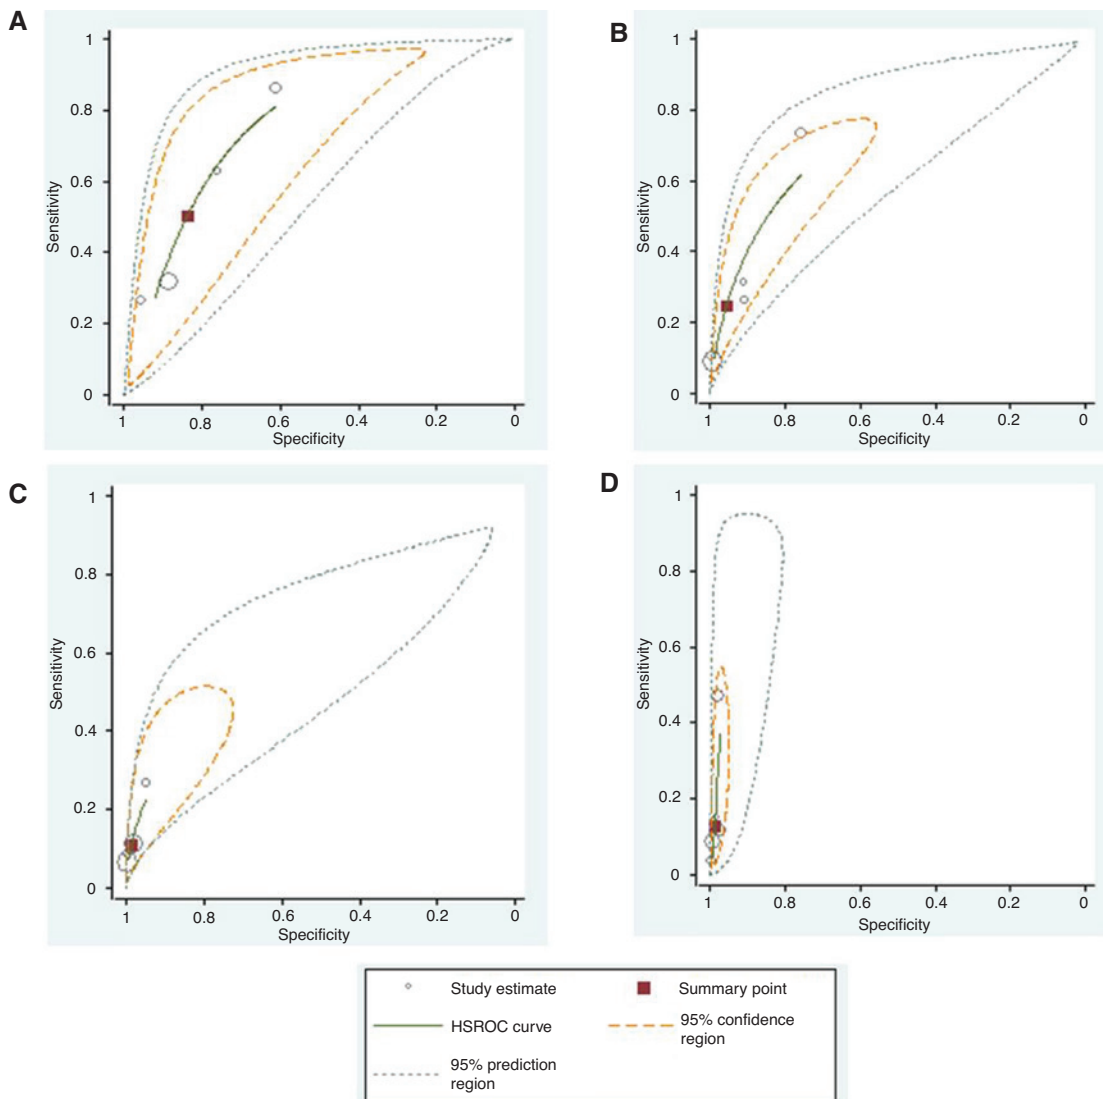 A
1
0.8
0.6
0.4
0.2
0
Sensitivity
1 0.8 0.6 0.4 0.2 0
Specificity
B
1
0.8
0.6
0.4
0.2
0
Sensitivity
1 0.8 0.6 0.4 0.2 0
Specificity
C
1
0.8
0.6
0.4
0.2
0
Sensitivity
1 0.8 0.6 0.4 0.2 0
Specificity
D
1
0.8
0.6
0.4
0.2
0
Sensitivity
1 0.8 0.6 0.4 0.2 0
Specificity
Study estimate
Summary point
HSROC curve
95% confidence
region
95% prediction
region